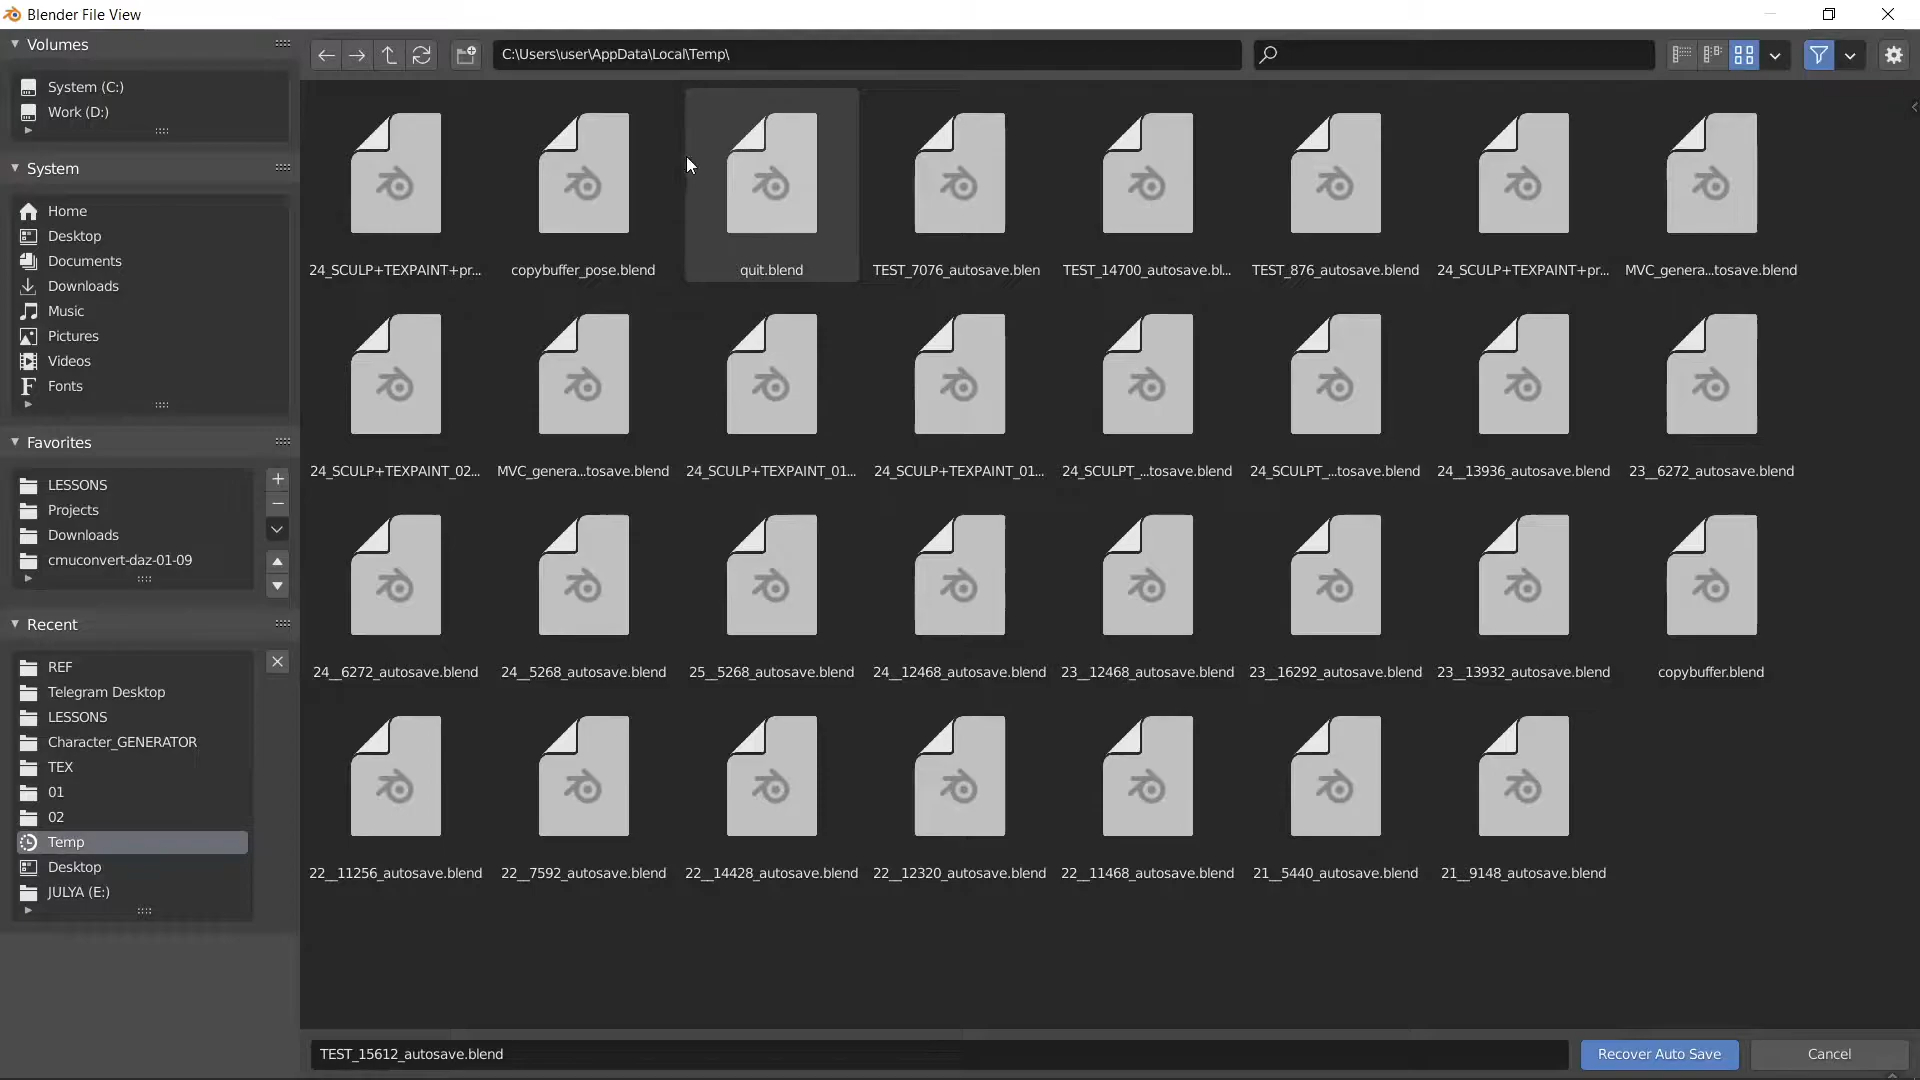 Blender File View
Volumes
System (C:)
Work (D:)
System
Home
Desktop
Documents
Downloads
Music
Pictures
Videos
Fonts
Favorites
LESSONS
Projects
Downloads
cmuconvert-daz-01-09
Recent
REF
Telegram Desktop
LESSONS
Character_GENERATOR
TEX
01
02
Temp
Desktop
JULYA (E:)
C:\Users\user\AppData\Local\Temp\
24_SCULP+TEXPAINT+pr... copybuffer_pose.blend quit.blend TEST_7076_autosave.blen TEST_14700_autosave.bl... TEST_876_autosave.blend 24_SCULP+TEXPAINT+pr... MVC_genera...tosave.blend
24_SCULP+TEXPAINT_02... MVC_genera...tosave.blend 24_SCULP+TEXPAINT_01... 24_SCULP+TEXPAINT_01... 24_SCULPT_...tosave.blend 24_SCULPT_...tosave.blend 24__13936_autosave.blend 23__6272_autosave.blend
24__6272_autosave.blend 24__5268_autosave.blend 25__5268_autosave.blend 24__12468_autosave.blend 23__12468_autosave.blend 23__16292_autosave.blend 23__13932_autosave.blend copybuffer.blend
22__11256_autosave.blend 22__7592_autosave.blend 22__14428_autosave.blend 22__12320_autosave.blend 22__11468_autosave.blend 21__5440_autosave.blend 21__9148_autosave.blend
TEST_15612_autosave.blend
Recover Auto Save
Cancel